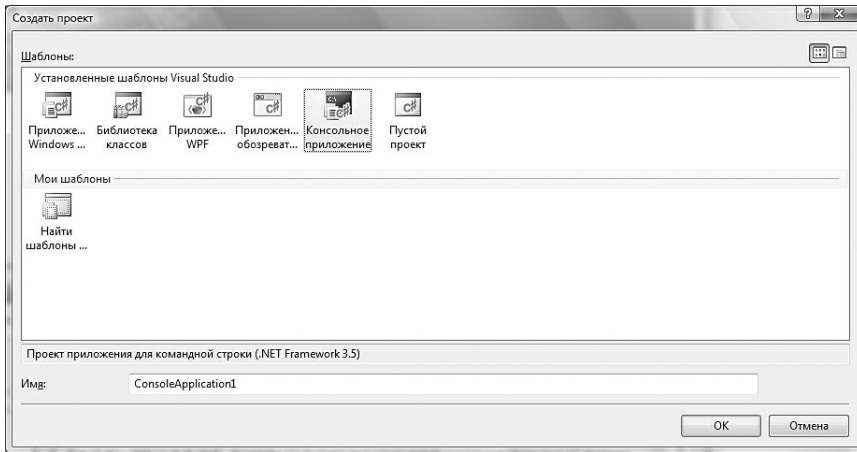 Создать проект
Шаблоны:
Установленные шаблоны Visual Studio
Приложе... Windows ...
Библиотека классов
Приложе... WPF
Приложен... обозреват...
Консольное приложение
Пустой проект
Мои шаблоны
Найти шаблоны ...
Проект приложения для командной строки (.NET Framework 3.5)
Имя:
ConsoleApplication1
OK
Отмена